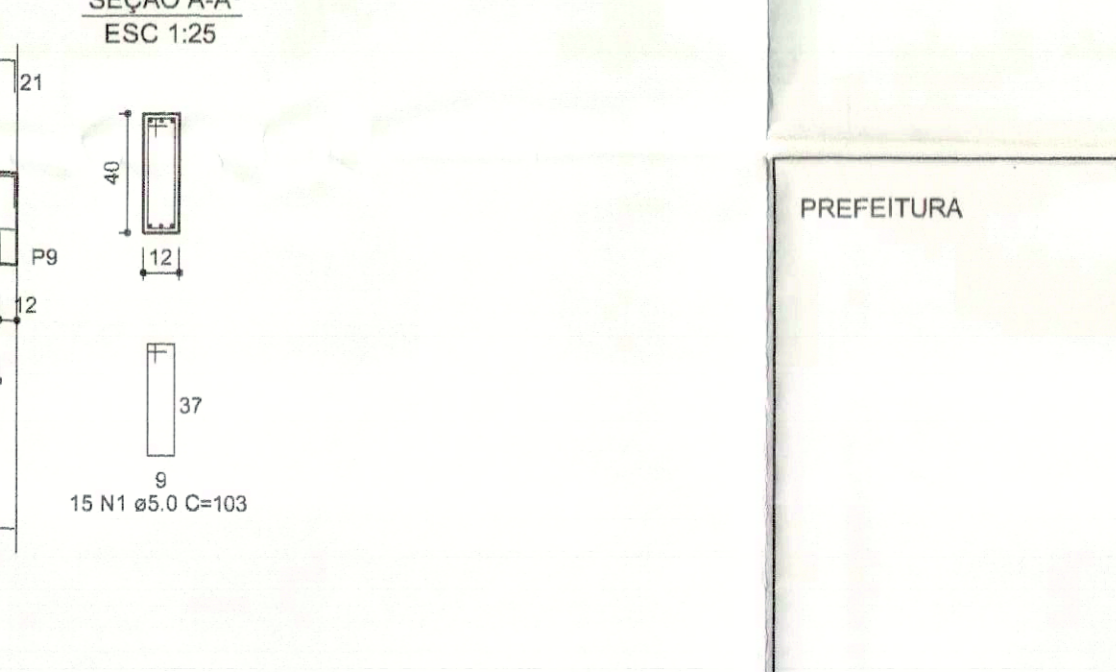 SEÇÃO A-A
ESC 1:25
21
40
12
P9
12
37
9
15 N1 ø5.0 C=103
PREFEITURA